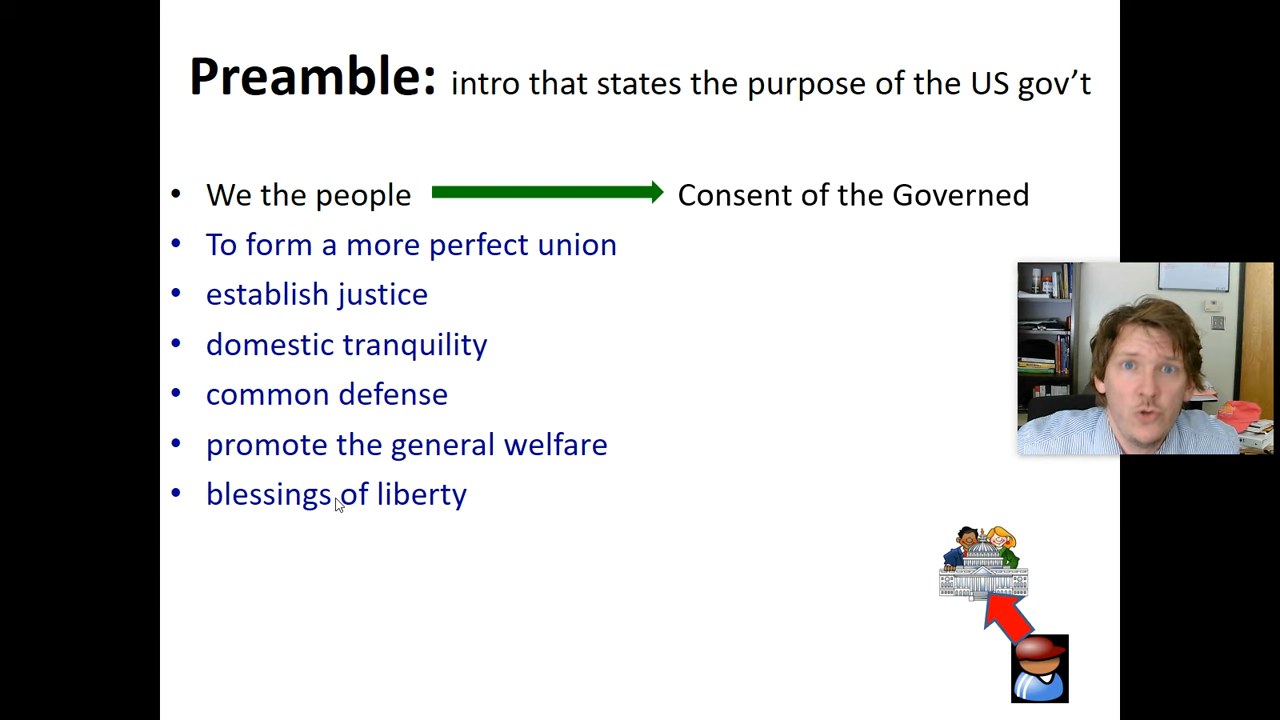 Preamble: intro that states the purpose of the US gov’t
• We the people Consent of the Governed
• To form a more perfect union
• establish justice
• domestic tranquility
• common defense
• promote the general welfare
• blessings of liberty